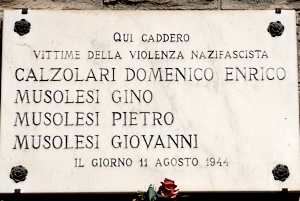 QUI CADDERO
VITTIME DELLA VIOLENZA NAZIFASCISTA
CALZOLARI DOMENICO ENRICO
MUSOLESI GINO
MUSOLESI PIETRO
MUSOLESI GIOVANNI
IL GIORNO 11 AGOSTO 1944